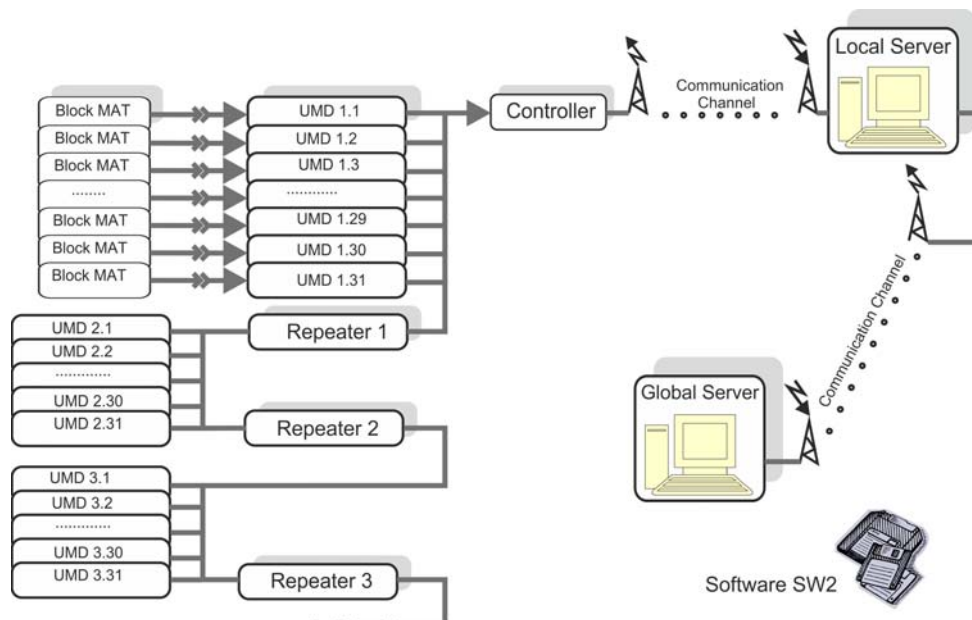 Local Server
Communication
Channel
Controller
Block MAT
UMD 1.1
Block MAT
UMD 1.2
Block MAT
UMD 1.3
........
............
Block MAT
UMD 1.29
Block MAT
UMD 1.30
Block MAT
UMD 1.31
Communication Channel
UMD 2.1
Repeater 1
UMD 2.2
.............
UMD 2.30
UMD 2.31
Repeater 2
Global Server
UMD 3.1
UMD 3.2
.............
UMD 3.30
UMD 3.31
Repeater 3
Software SW2